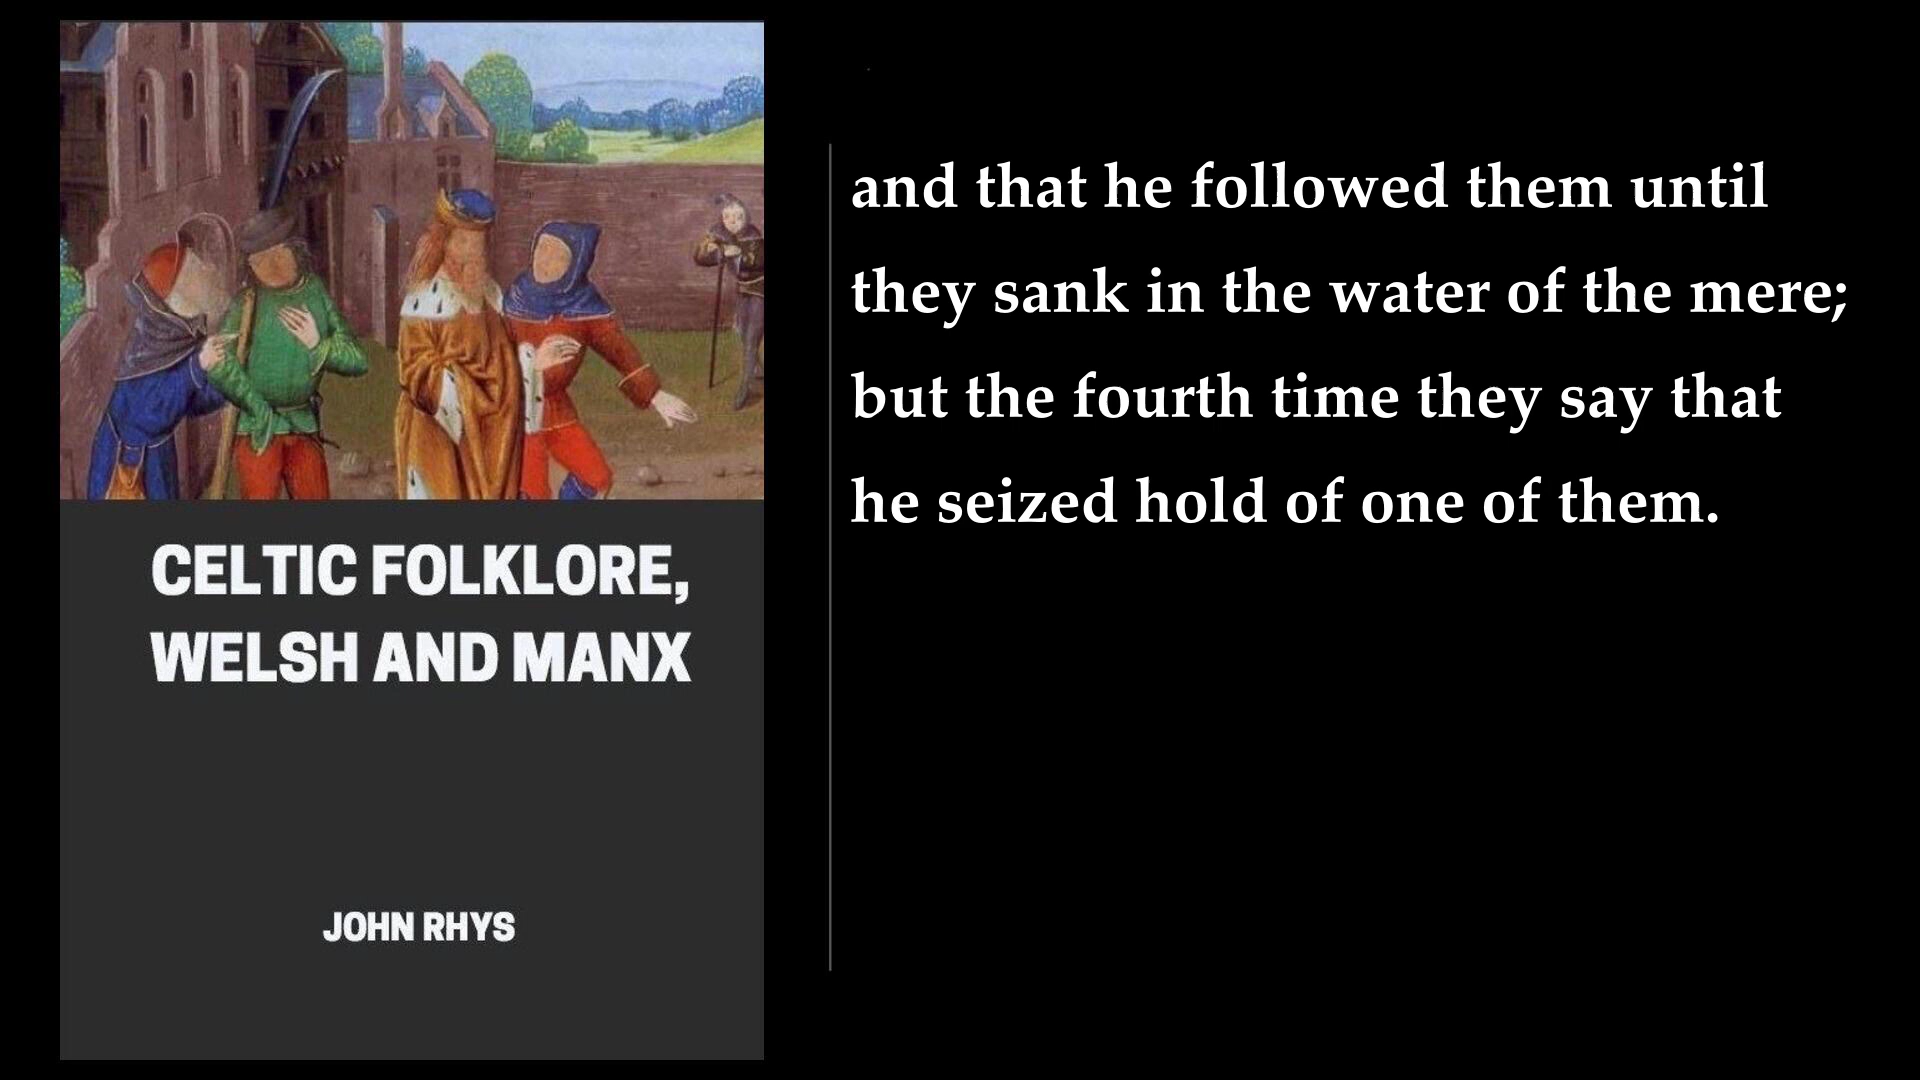 CELTIC FOLKLORE,
WELSH AND MANX
JOHN RHYS
and that he followed them until
they sank in the water of the mere;
but the fourth time they say that
he seized hold of one of them.